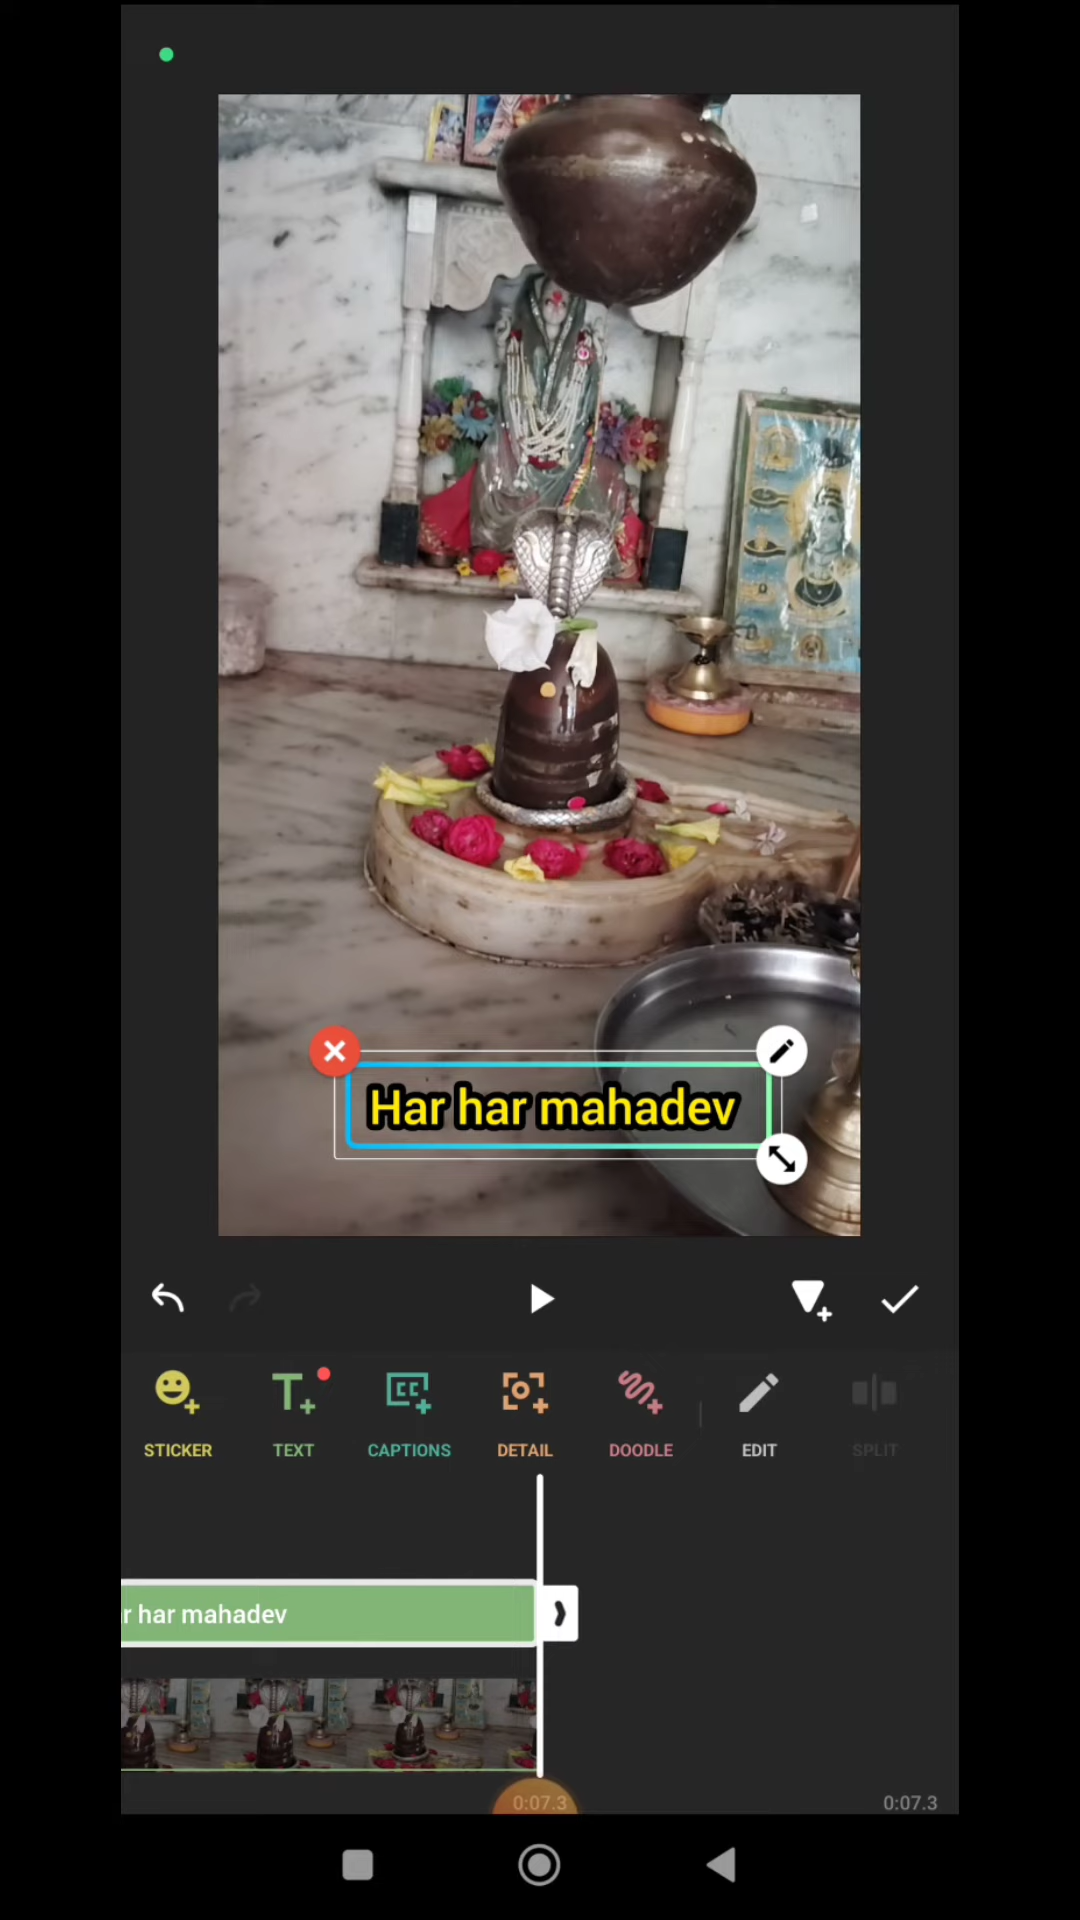 Har har mahadev
STICKER
TEXT
CAPTIONS
DETAIL
DOODLE
EDIT
SPLIT
r har mahadev
0:07.3
0:07.3